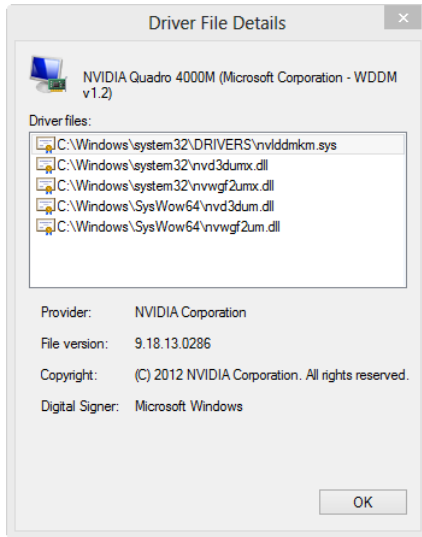 Driver File Details
NVIDIA Quadro 4000M (Microsoft Corporation - WDDM
v1.2)
Driver files:
C:\Windows\system32\DRIVERS\nvlddmkm.sys
C:\Windows\system32\nvd3dumx.dll
C:\Windows\system32\nvwgf2umx.dll
C:\Windows\SysWow64\nvd3dum.dll
C:\Windows\SysWow64\nvwgf2um.dll
Provider: NVIDIA Corporation
File version: 9.18.13.0286
Copyright: (C) 2012 NVIDIA Corporation. All rights reserved.
Digital Signer: Microsoft Windows
OK